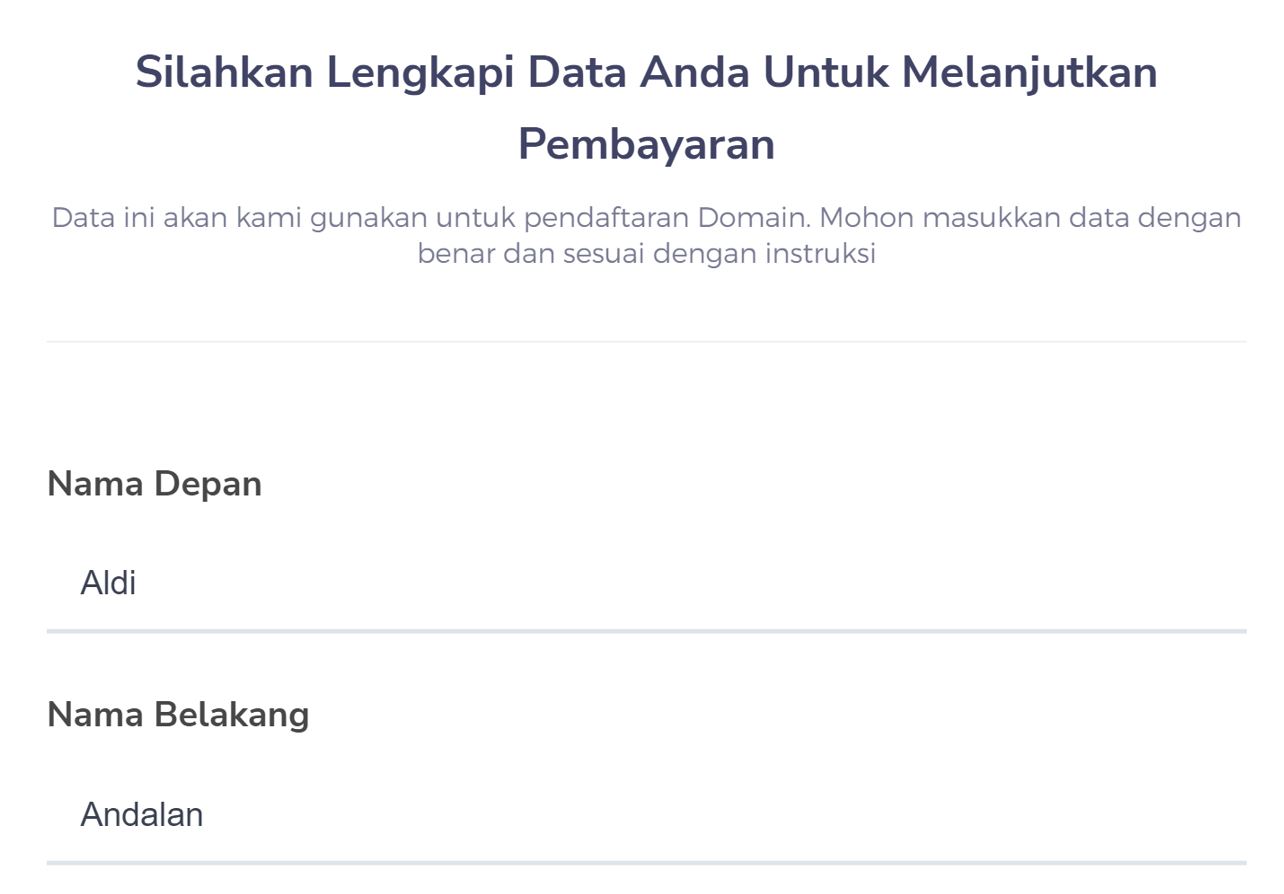 Silahkan Lengkapi Data Anda Untuk Melanjutkan
Pembayaran
Data ini akan kami gunakan untuk pendaftaran Domain. Mohon masukkan data dengan
benar dan sesuai dengan instruksi
Nama Depan
Aldi
Nama Belakang
Andalan